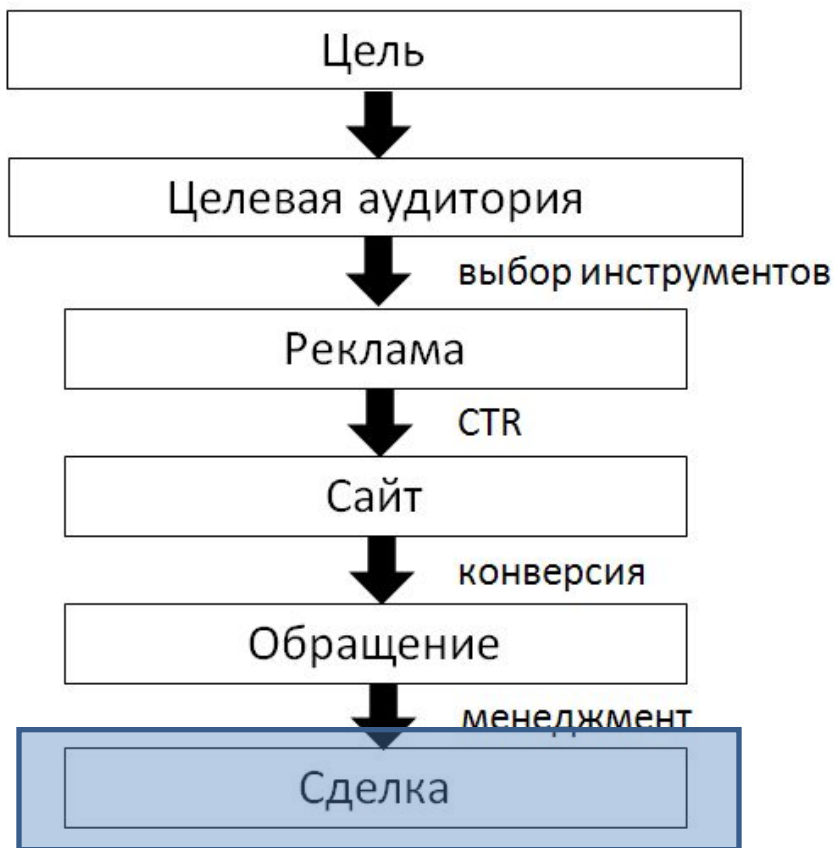 Цель
Целевая аудитория
выбор инструментов
Реклама
CTR
Сайт
конверсия
Обращение
менеджмент
Сделка